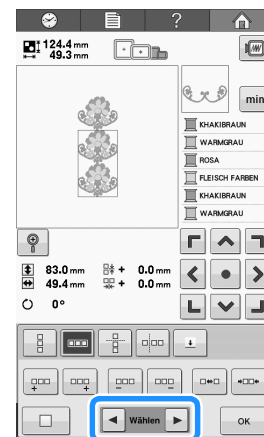 ?
124.4 mm
49.3 mm
min
KHAKIBRAUN
WARMGRAU
ROSA
FLEISCH FARBEN
KHAKIBRAUN
WARMGRAU
83.0 mm + 0.0 mm
49.4 mm + 0.0 mm
0°
Wählen
OK